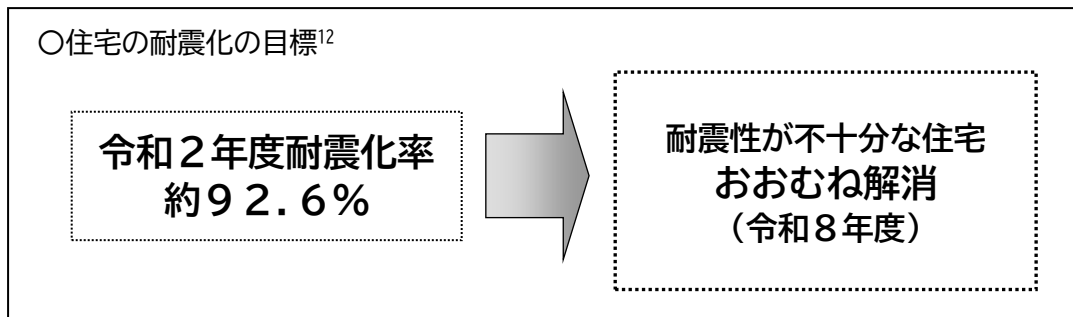 〇住宅の耐震化の目標12
令和２年度耐震化率
約９２．６％
耐震性が不十分な住宅
おおむね解消
（令和８年度）